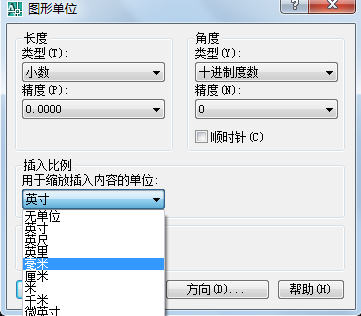 图形单位
长度
类型(T):
小数
精度(P):
0.0000
角度
类型(Y):
十进制度数
精度(N):
0
顺时针(C)
插入比例
用于缩放插入内容的单位:
英寸
无单位
英寸
英尺
英里
毫米
厘米
米
千米
微英寸
方向(D)...
帮助(H)